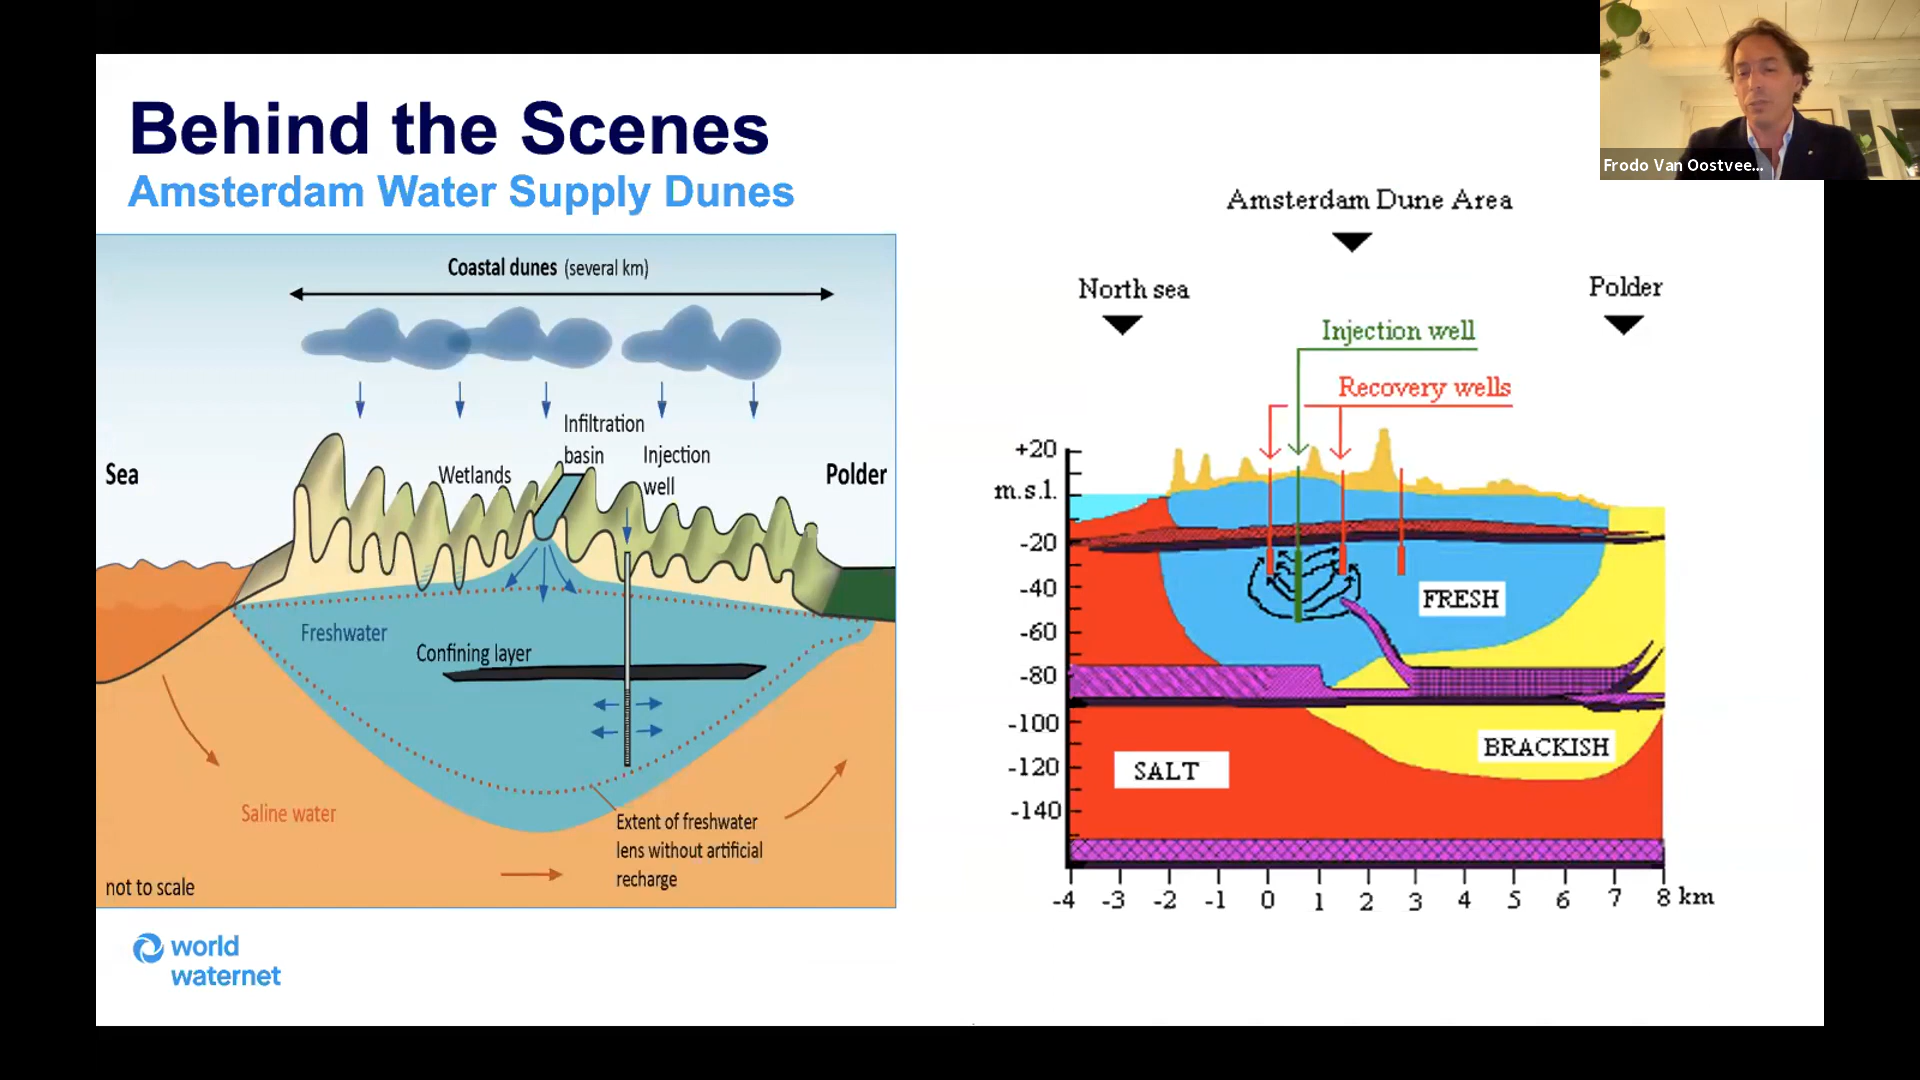 Behind the Scenes
Amsterdam Water Supply Dunes
Frodo Van Oostvee...
Coastal dunes (several km)
Infiltration
basin
Injection
well
Wetlands
Sea
Polder
Freshwater
Confining layer
Saline water
Extent of freshwater
lens without artificial
recharge
not to scale
world
waternet
Amsterdam Dune Area
North sea
Polder
Injection well
Recovery wells
+20
m.s.l.
-20
-40
-60
-80
-100
-120
-140
FRESH
BRACKISH
SALT
-4 -3 -2 -1 0 1 2 3 4 5 6 7 8 km